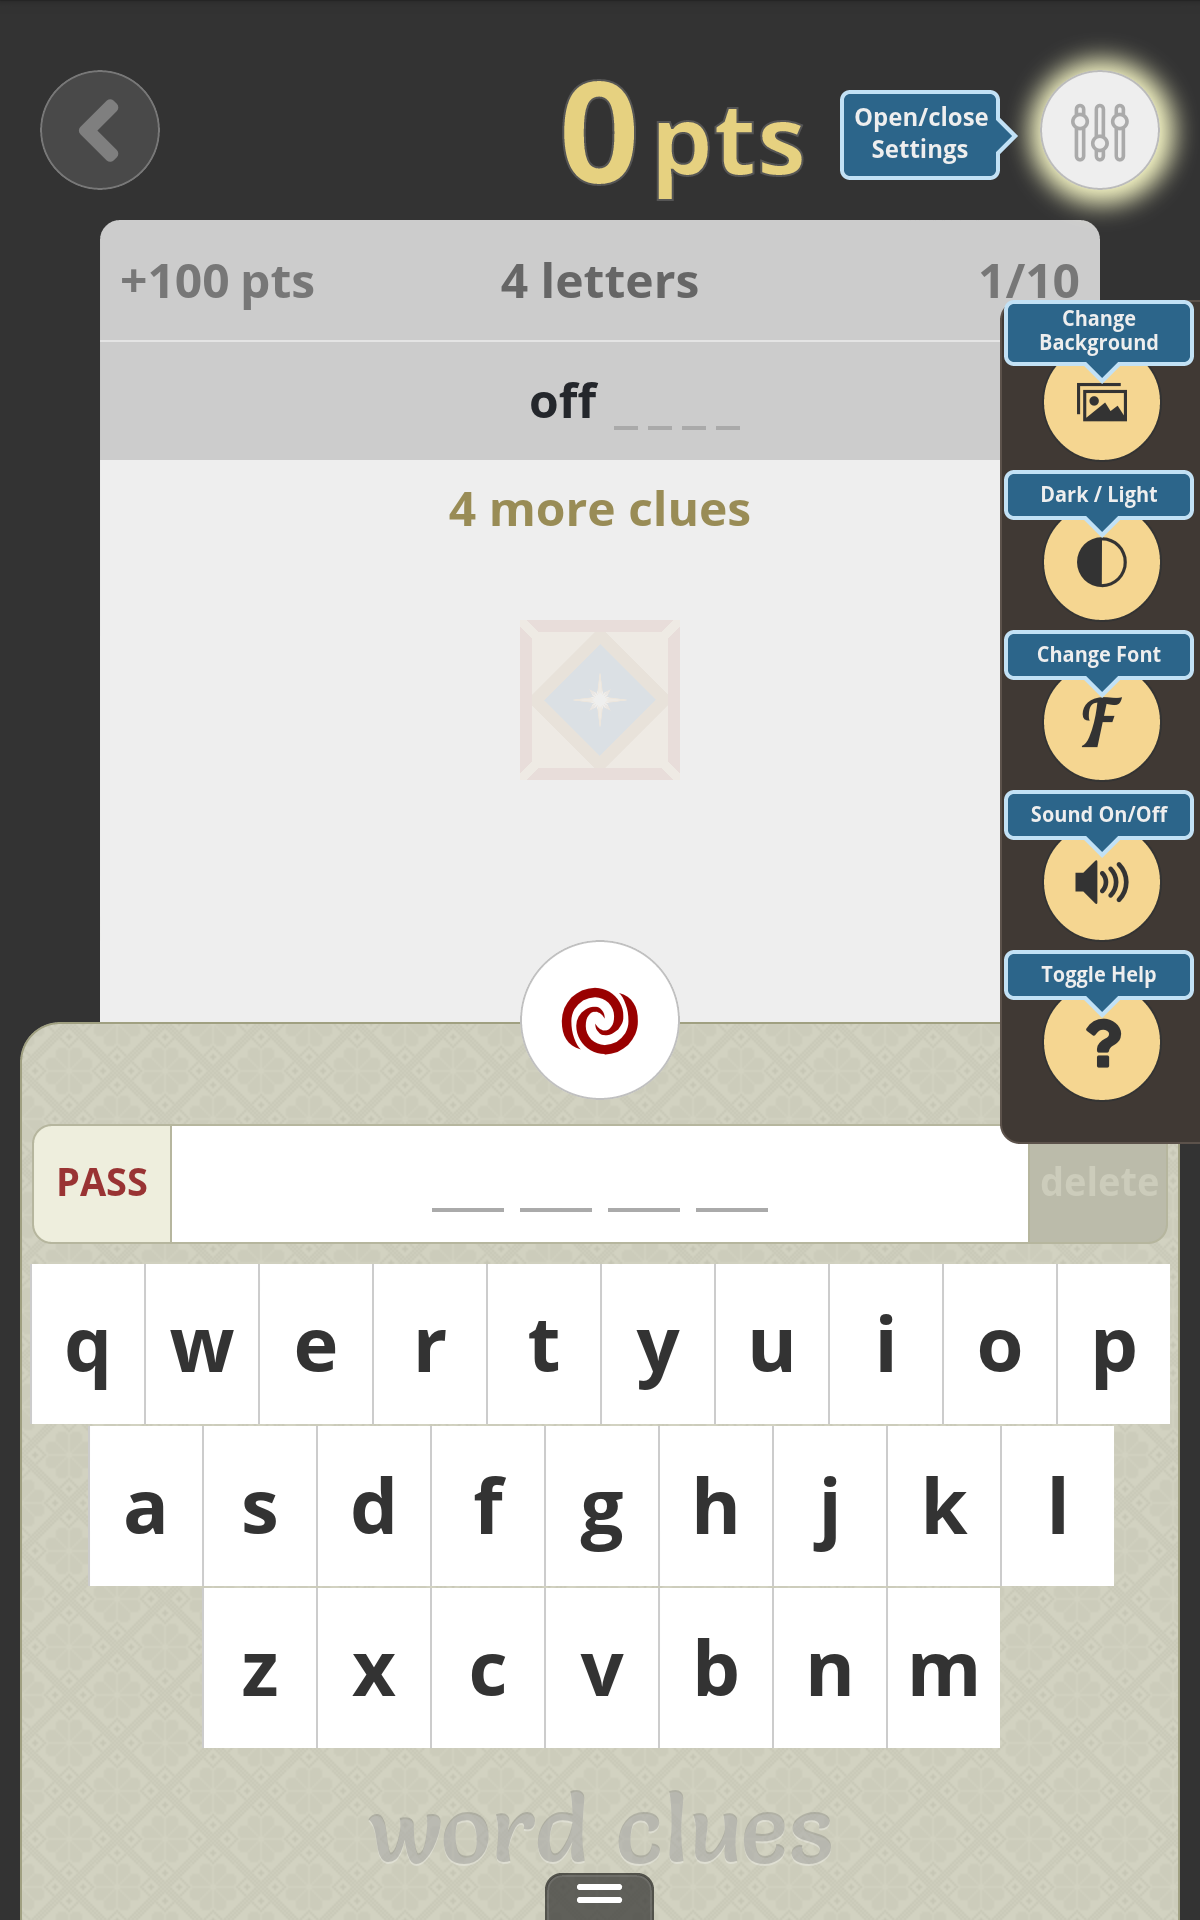 0 pts
Open/close
Settings
+100 pts
4 letters
1/10
off _ _ _ _
4 more clues
Change
Background
Dark / Light
Change Font
F
Sound On/Off
Toggle Help
?
PASS
_ _ _ _
delete
q w e r t y u i o p
a s d f g h j k l
z x c v b n m
word clues